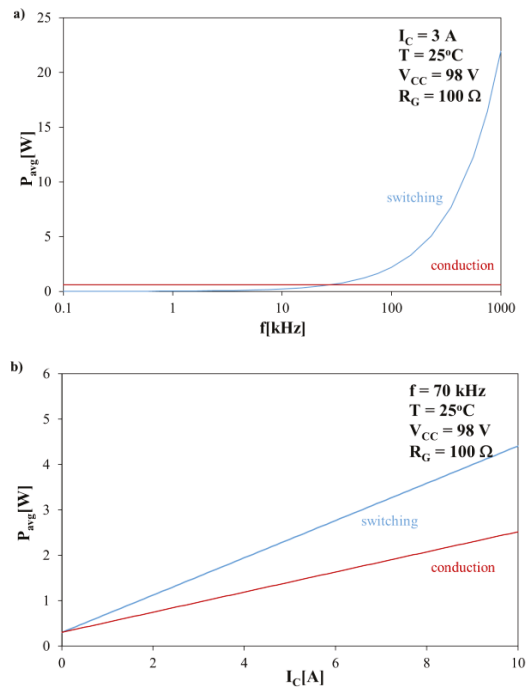 a)
I_C = 3 A
T = 25°C
V_CC = 98 V
R_G = 100 Ω
25
20
15
10
5
0
P_avg[W]
switching
conduction
0.1 1 10 100 1000
f[kHz]
b)
f = 70 kHz
T = 25°C
V_CC = 98 V
R_G = 100 Ω
6
5
4
3
2
1
0
P_avg[W]
switching
conduction
0 2 4 6 8 10
I_C[A]